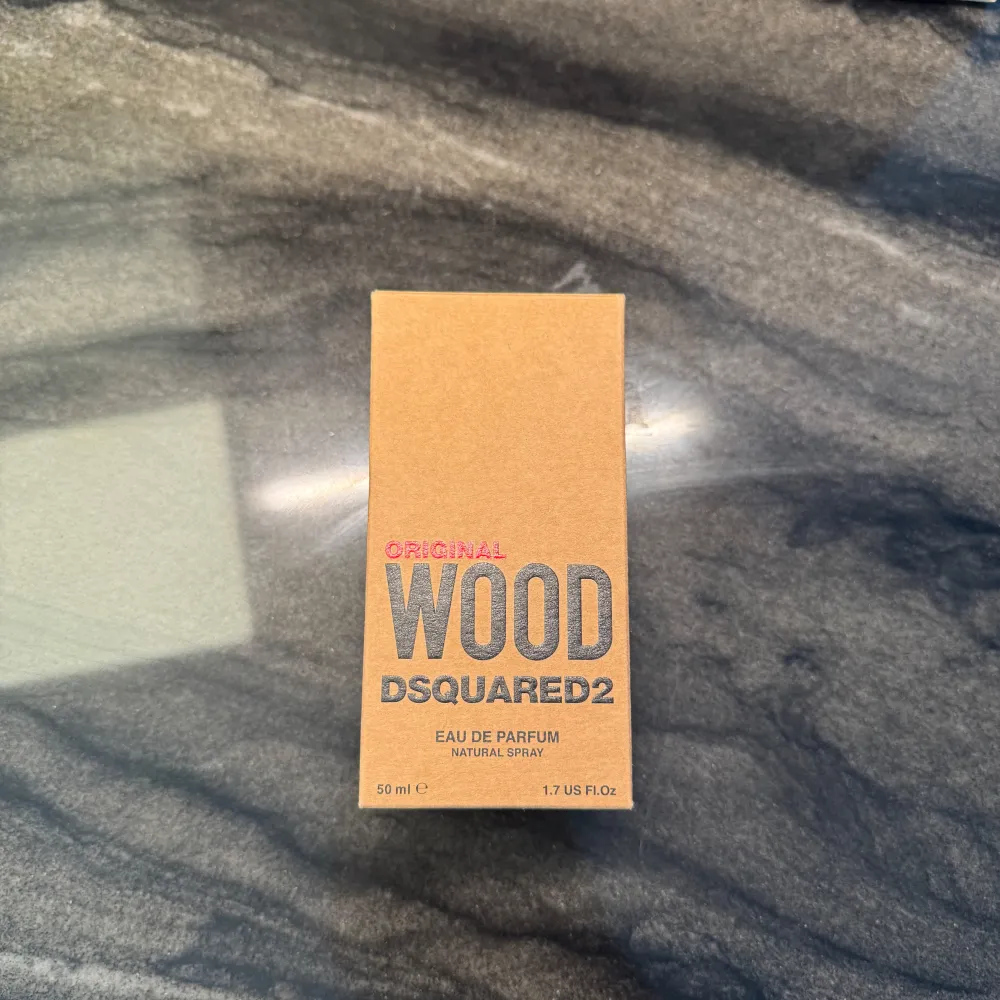 ORIGINAL
WOOD
DSQUARED2
EAU DE PARFUM
NATURAL SPRAY
50 ml ℮ 1.7 US Fl.Oz